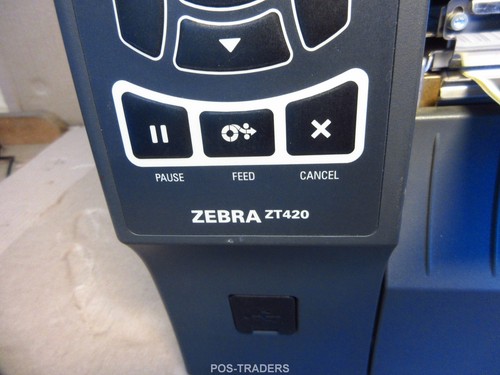 PAUSE FEED CANCEL
ZEBRA ZT420
POS-TRADERS